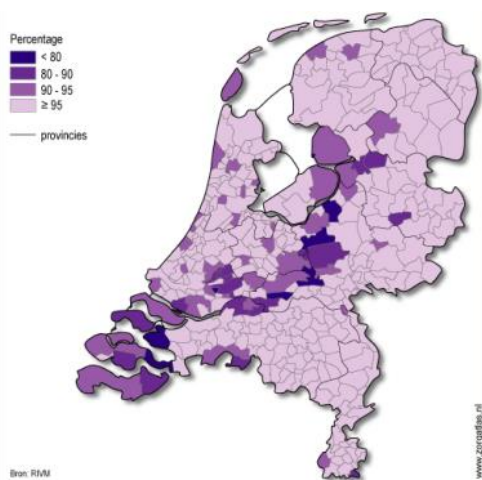 Percentage
< 80
80 - 90
90 - 95
≥ 95
provincies
www.zorgatlas.nl
Bron: RIVM